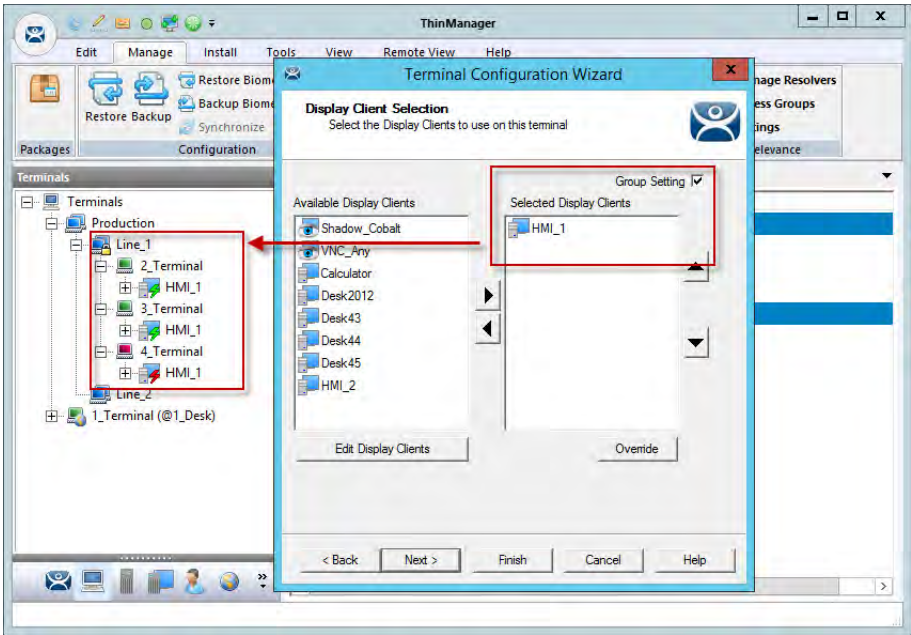 ThinManager
Edit Manage Install Tools View Remote View Help
Restore Backup
Restore Biome
Backup Biome
Synchronize
nage Resolvers
ess Groups
ings
Packages
Configuration
elevance
Terminals
Terminals
Production
Line_1
2_Terminal
HMI_1
3_Terminal
HMI_1
4_Terminal
HMI_1
Line_2
1_Terminal (@1_Desk)
Terminal Configuration Wizard
Display Client Selection
Select the Display Clients to use on this terminal
Group Setting
Available Display Clients
Selected Display Clients
Shadow_Cobalt
VNC_Any
Calculator
Desk2012
Desk43
Desk44
Desk45
HMI_2
HMI_1
Edit Display Clients
Override
< Back
Next >
Finish
Cancel
Help